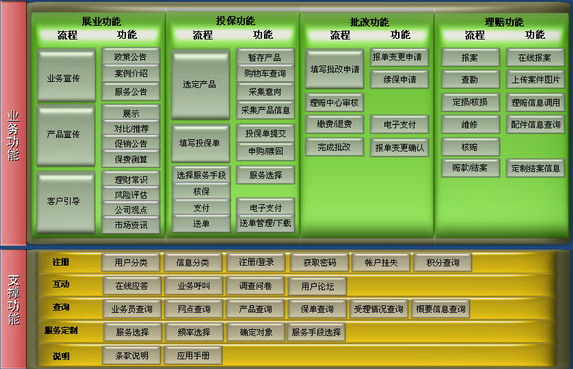 业务功能
展业功能
流程 功能
业务宣传
政策公告
案例介绍
服务公告
产品宣传
展示
对比/推荐
促销公告
保费测算
客户引导
理财常识
风险评估
公司观点
市场资讯
投保功能
流程 功能
选定产品
暂存产品
购物车查询
采集意向
采集产品信息
填写投保单
投保单提交
申购/赎回
选择服务手段 服务选择
核保
支付 电子支付
送单 送单管理/下载
批改功能
流程 功能
填写批改申请
报单变更申请
续保申请
理赔中心审核
缴费/退费 电子支付
完成批改 报单变更确认
理赔功能
流程 功能
报案 在线报案
查勘 上传案件图片
定损/核损 理赔信息调用
维修 配件信息查询
核赔
赔款/结案 定制结案信息
支撑功能
注册 用户分类 信息分类 注册/登录 获取密码 帐户挂失 积分查询
互动 在线应答 业务呼叫 调查问卷 用户论坛
查询 业务员查询 网点查询 产品查询 保单查询 受理情况查询 概要信息查询
服务定制 服务选择 频率选择 确定对象 服务手段选择
说明 条款说明 应用手册